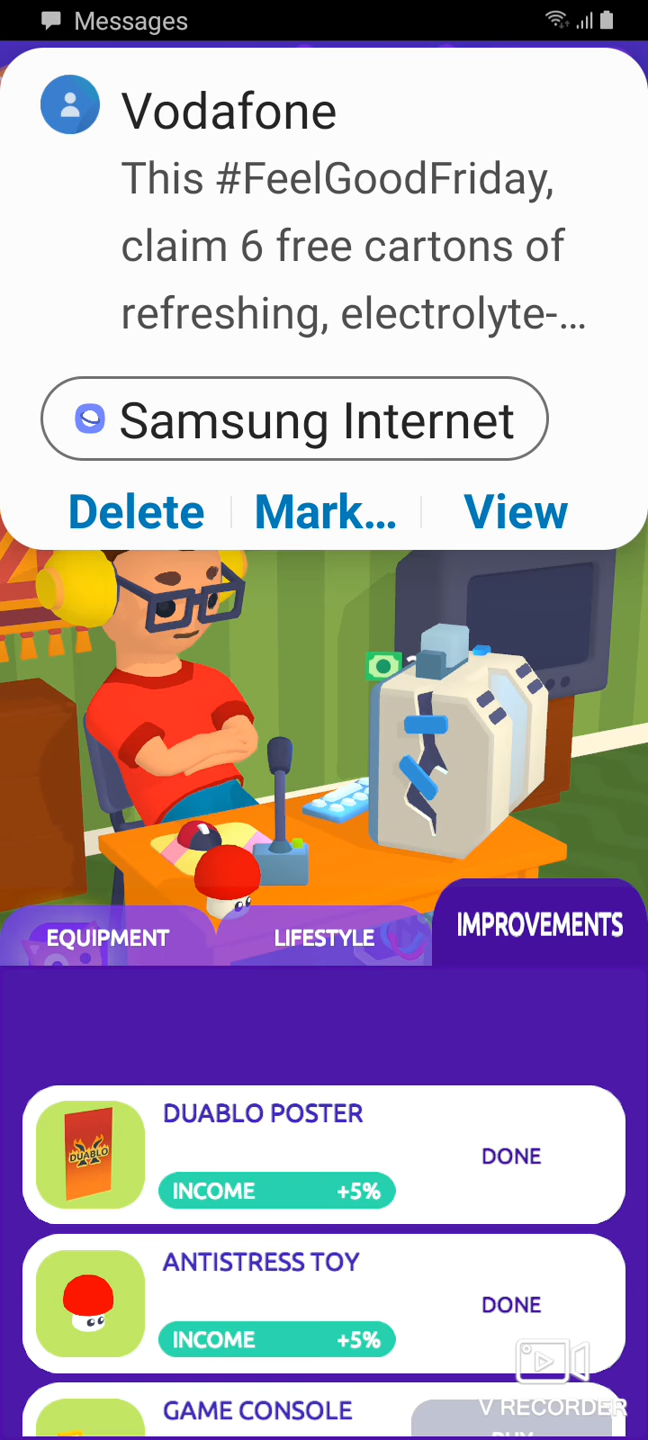 Messages
Vodafone
This #FeelGoodFriday,
claim 6 free cartons of
refreshing, electrolyte-...
Samsung Internet
Delete
Mark...
View
EQUIPMENT
LIFESTYLE
IMPROVEMENTS
DUABLO POSTER
DUABLO
DONE
INCOME +5%
ANTISTRESS TOY
DONE
INCOME +5%
GAME CONSOLE
V RECORDER